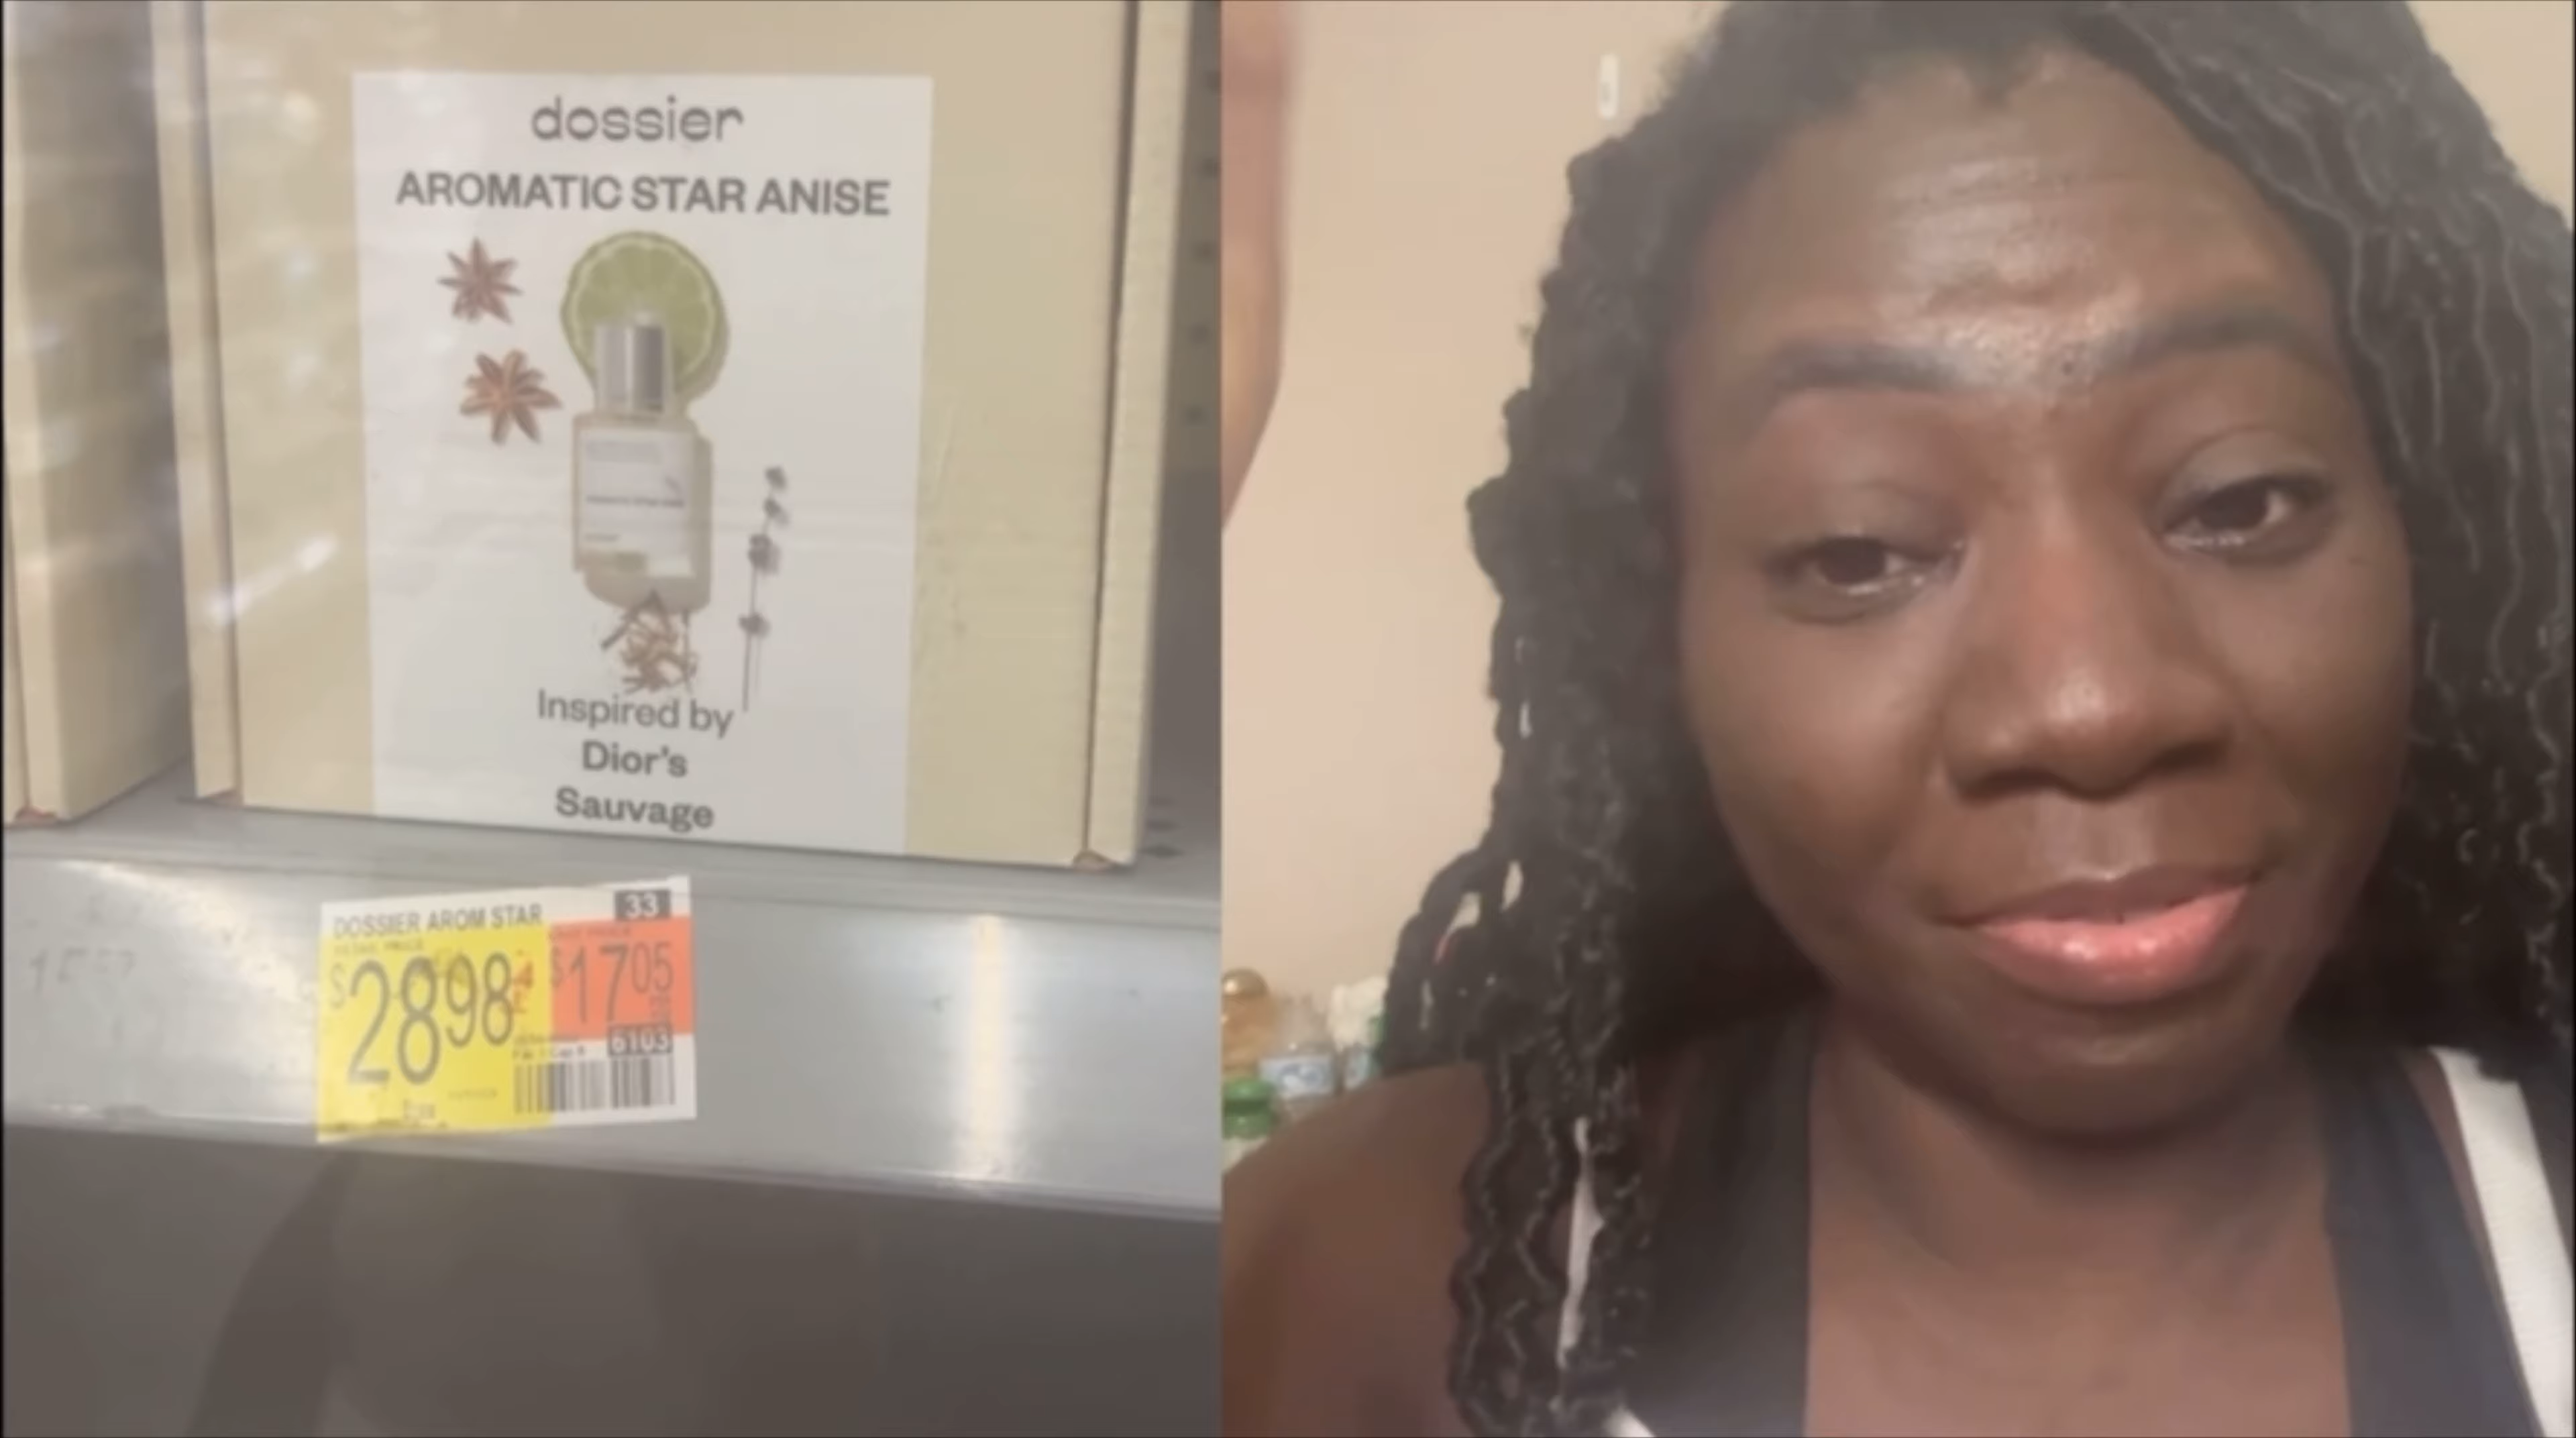 dossier
AROMATIC STAR ANISE
Inspired by
Dior's
Sauvage
DOSSIER AROM STAR
33
$28 98
$17 05
6103